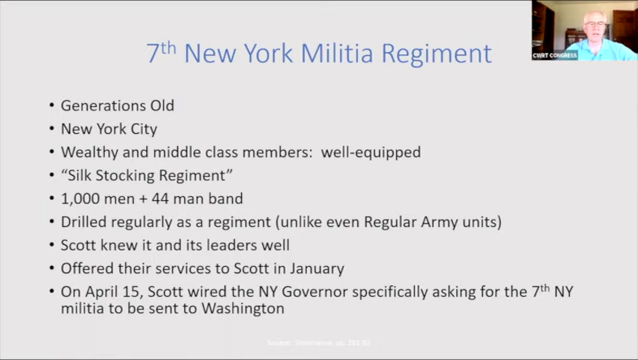 CWRT CONGRESS
7th New York Militia Regiment
• Generations Old
• New York City
• Wealthy and middle class members: well-equipped
• “Silk Stocking Regiment”
• 1,000 men + 44 man band
• Drilled regularly as a regiment (unlike even Regular Army units)
• Scott knew it and its leaders well
• Offered their services to Scott in January
• On April 15, Scott wired the NY Governor specifically asking for the 7th NY
militia to be sent to Washington